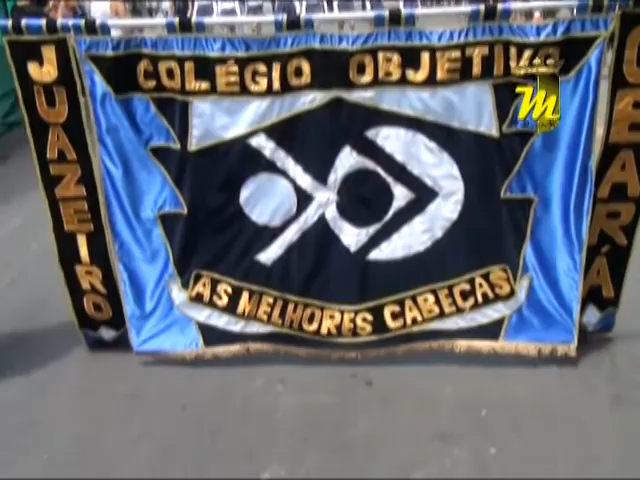 COLÉGIO OBJETIVO
JUAZEIRO
CEARÁ
AS MELHORES CABEÇAS
M